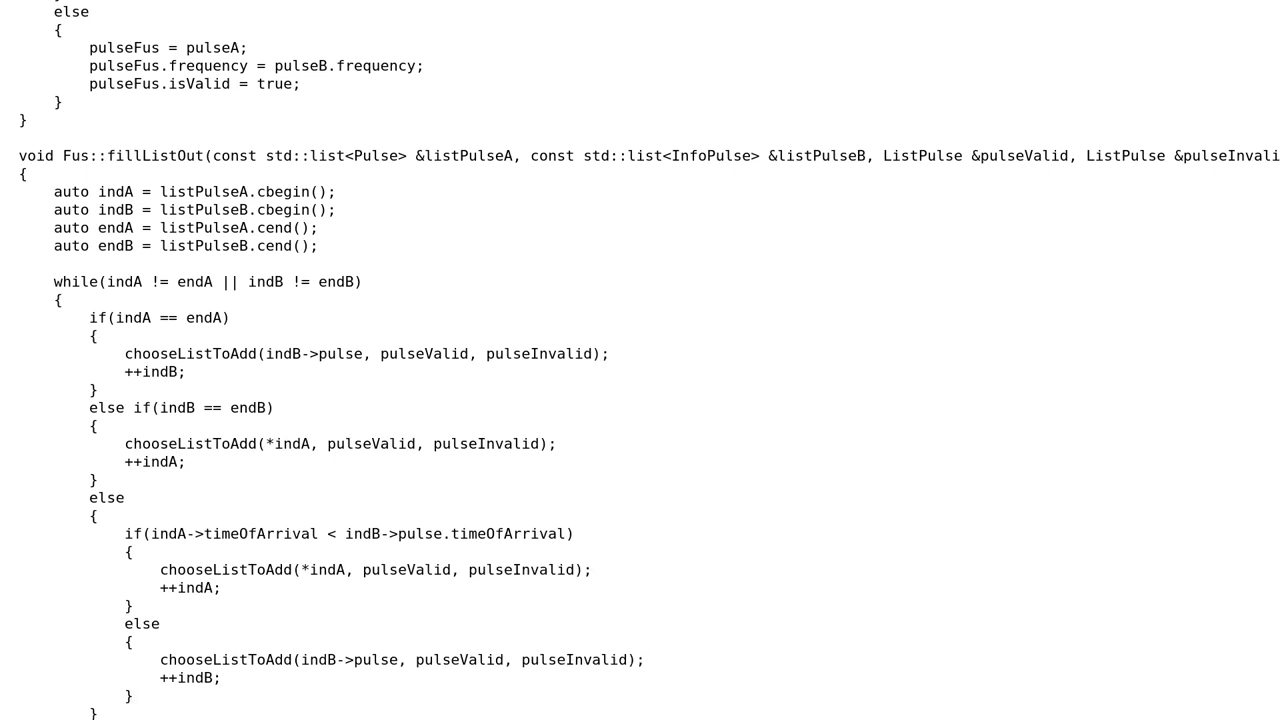 else
    {
        pulseFus = pulseA;
        pulseFus.frequency = pulseB.frequency;
        pulseFus.isValid = true;
    }
}

void Fus::fillListOut(const std::list<Pulse> &listPulseA, const std::list<InfoPulse> &listPulseB, ListPulse &pulseValid, ListPulse &pulseInvali
{
    auto indA = listPulseA.cbegin();
    auto indB = listPulseB.cbegin();
    auto endA = listPulseA.cend();
    auto endB = listPulseB.cend();

    while(indA != endA || indB != endB)
    {
        if(indA == endA)
        {
            chooseListToAdd(indB->pulse, pulseValid, pulseInvalid);
            ++indB;
        }
        else if(indB == endB)
        {
            chooseListToAdd(*indA, pulseValid, pulseInvalid);
            ++indA;
        }
        else
        {
            if(indA->timeOfArrival < indB->pulse.timeOfArrival)
            {
                chooseListToAdd(*indA, pulseValid, pulseInvalid);
                ++indA;
            }
            else
            {
                chooseListToAdd(indB->pulse, pulseValid, pulseInvalid);
                ++indB;
            }
        }